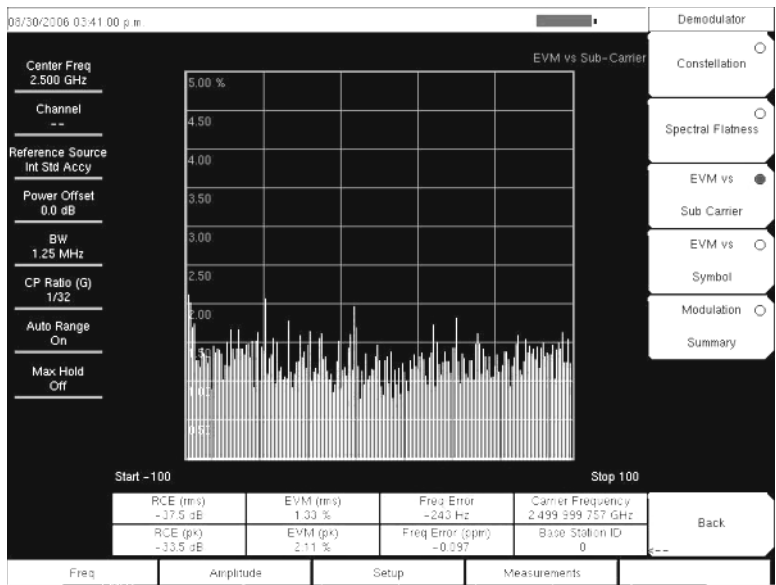 08/30/2006 03:41:00 p.m.
Demodulator
Center Freq
2.500 GHz
Channel
--
Reference Source
Int Std Accy
Power Offset
0.0 dB
BW
1.25 MHz
CP Ratio (G)
1/32
Auto Range
On
Max Hold
Off
EVM vs Sub-Carrier
5.00 %
4.50
4.00
3.50
3.00
2.50
2.00
1.50
1.00
0.50
Start -100
Stop 100
RCE (rms)
-37.5 dB
EVM (rms)
1.33 %
Freq Error
-243 Hz
Carrier Frequency
2.499 999 757 GHz
RCE (pk)
-33.5 dB
EVM (pk)
2.11 %
Freq Error (ppm)
-0.097
Base Station ID
0
Constellation
Spectral Flatness
EVM vs
Sub Carrier
EVM vs
Symbol
Modulation
Summary
Back
<--
Freq
Amplitude
Setup
Measurements